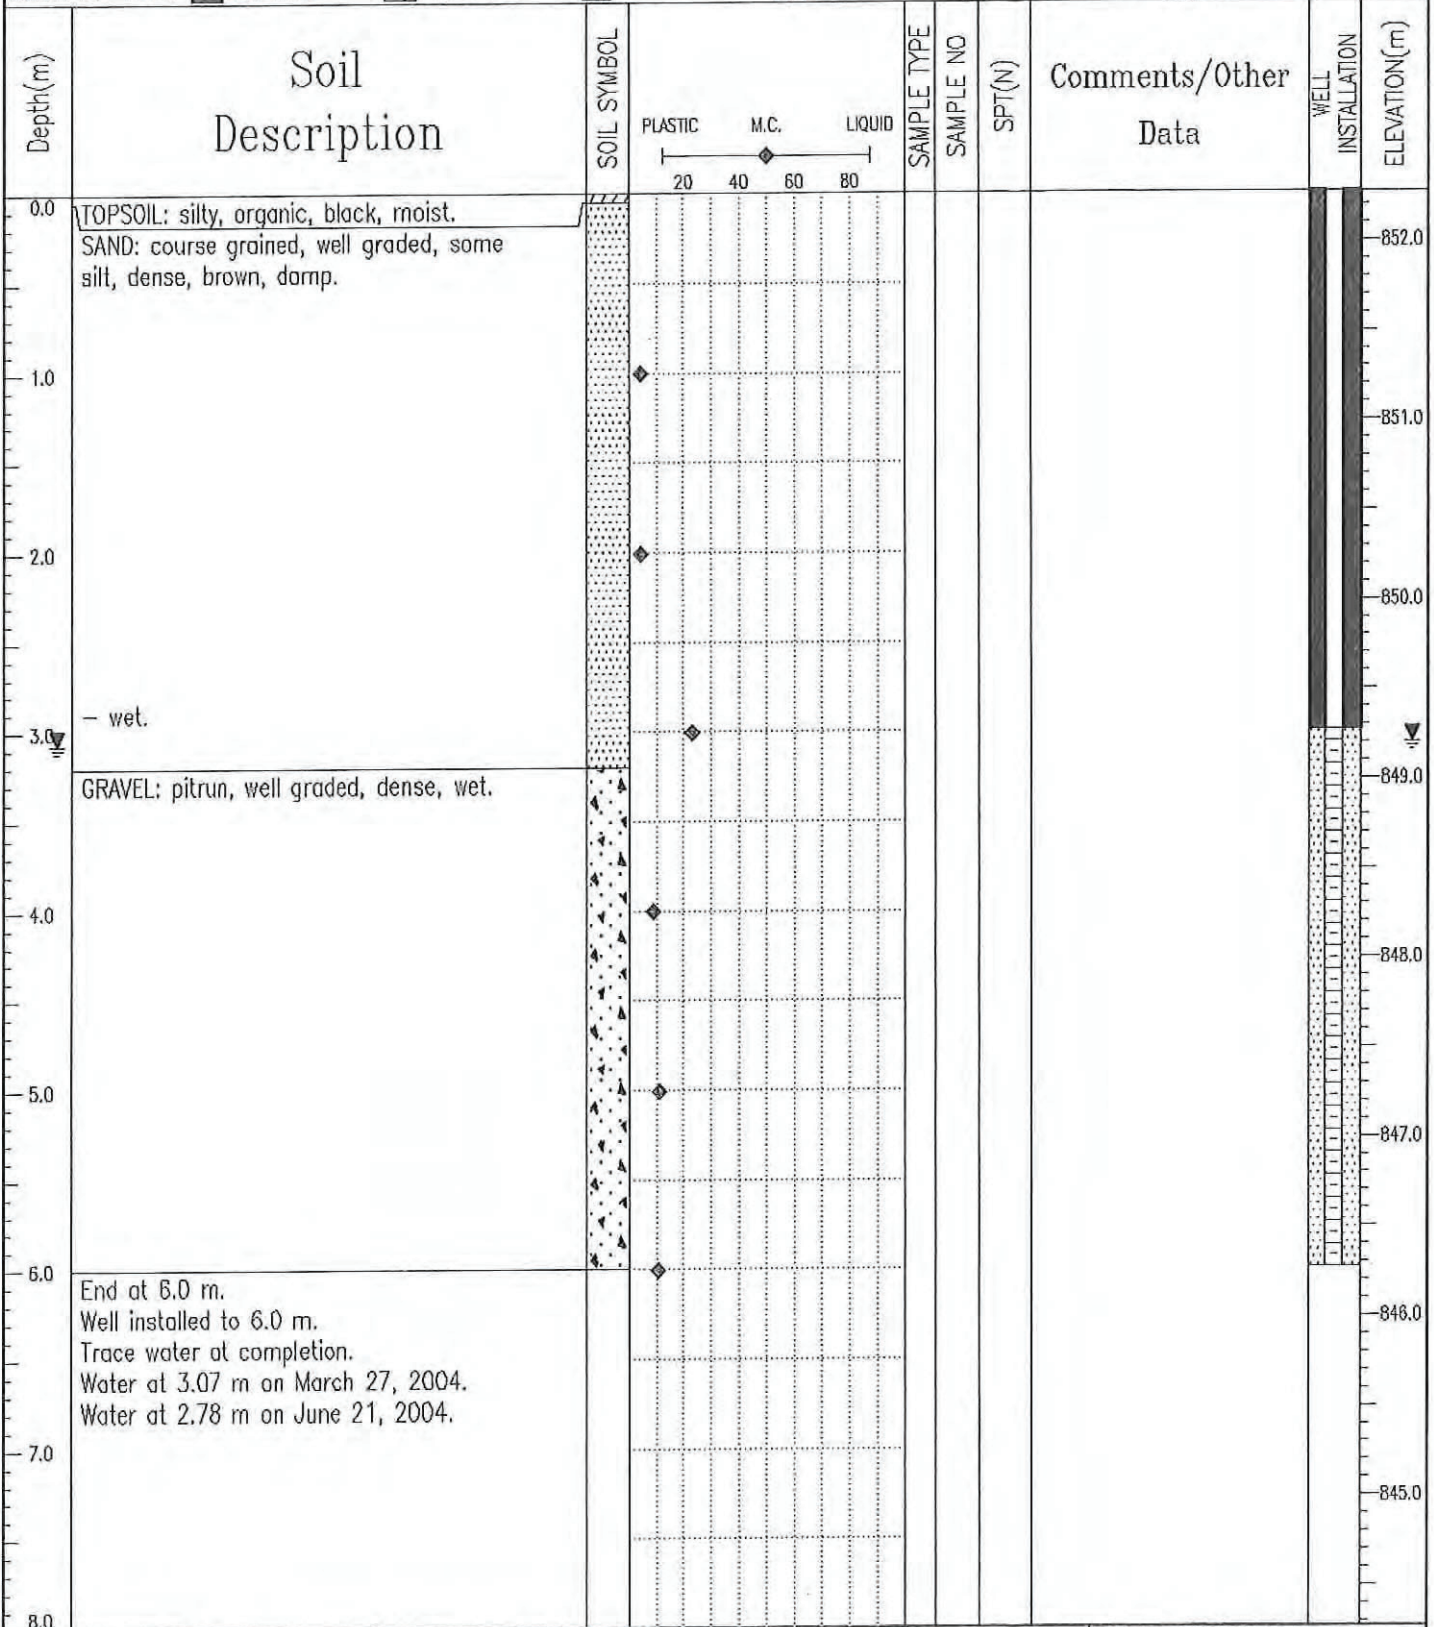 Depth(m)
Soil
Description
SOIL SYMBOL
PLASTIC M.C. LIQUID
20 40 60 80
SAMPLE TYPE
SAMPLE NO
SPT(N)
Comments/Other
Data
WELL
INSTALLATION
ELEVATION(m)
0.0
TOPSOIL: silty, organic, black, moist.
SAND: course grained, well graded, some
silt, dense, brown, damp.
852.0
1.0
851.0
2.0
850.0
- wet.
3.0
GRAVEL: pitrun, well graded, dense, wet.
849.0
4.0
848.0
5.0
847.0
6.0
End at 6.0 m.
Well installed to 6.0 m.
846.0
Trace water at completion.
Water at 3.07 m on March 27, 2004.
Water at 2.78 m on June 21, 2004.
7.0
845.0
8.0